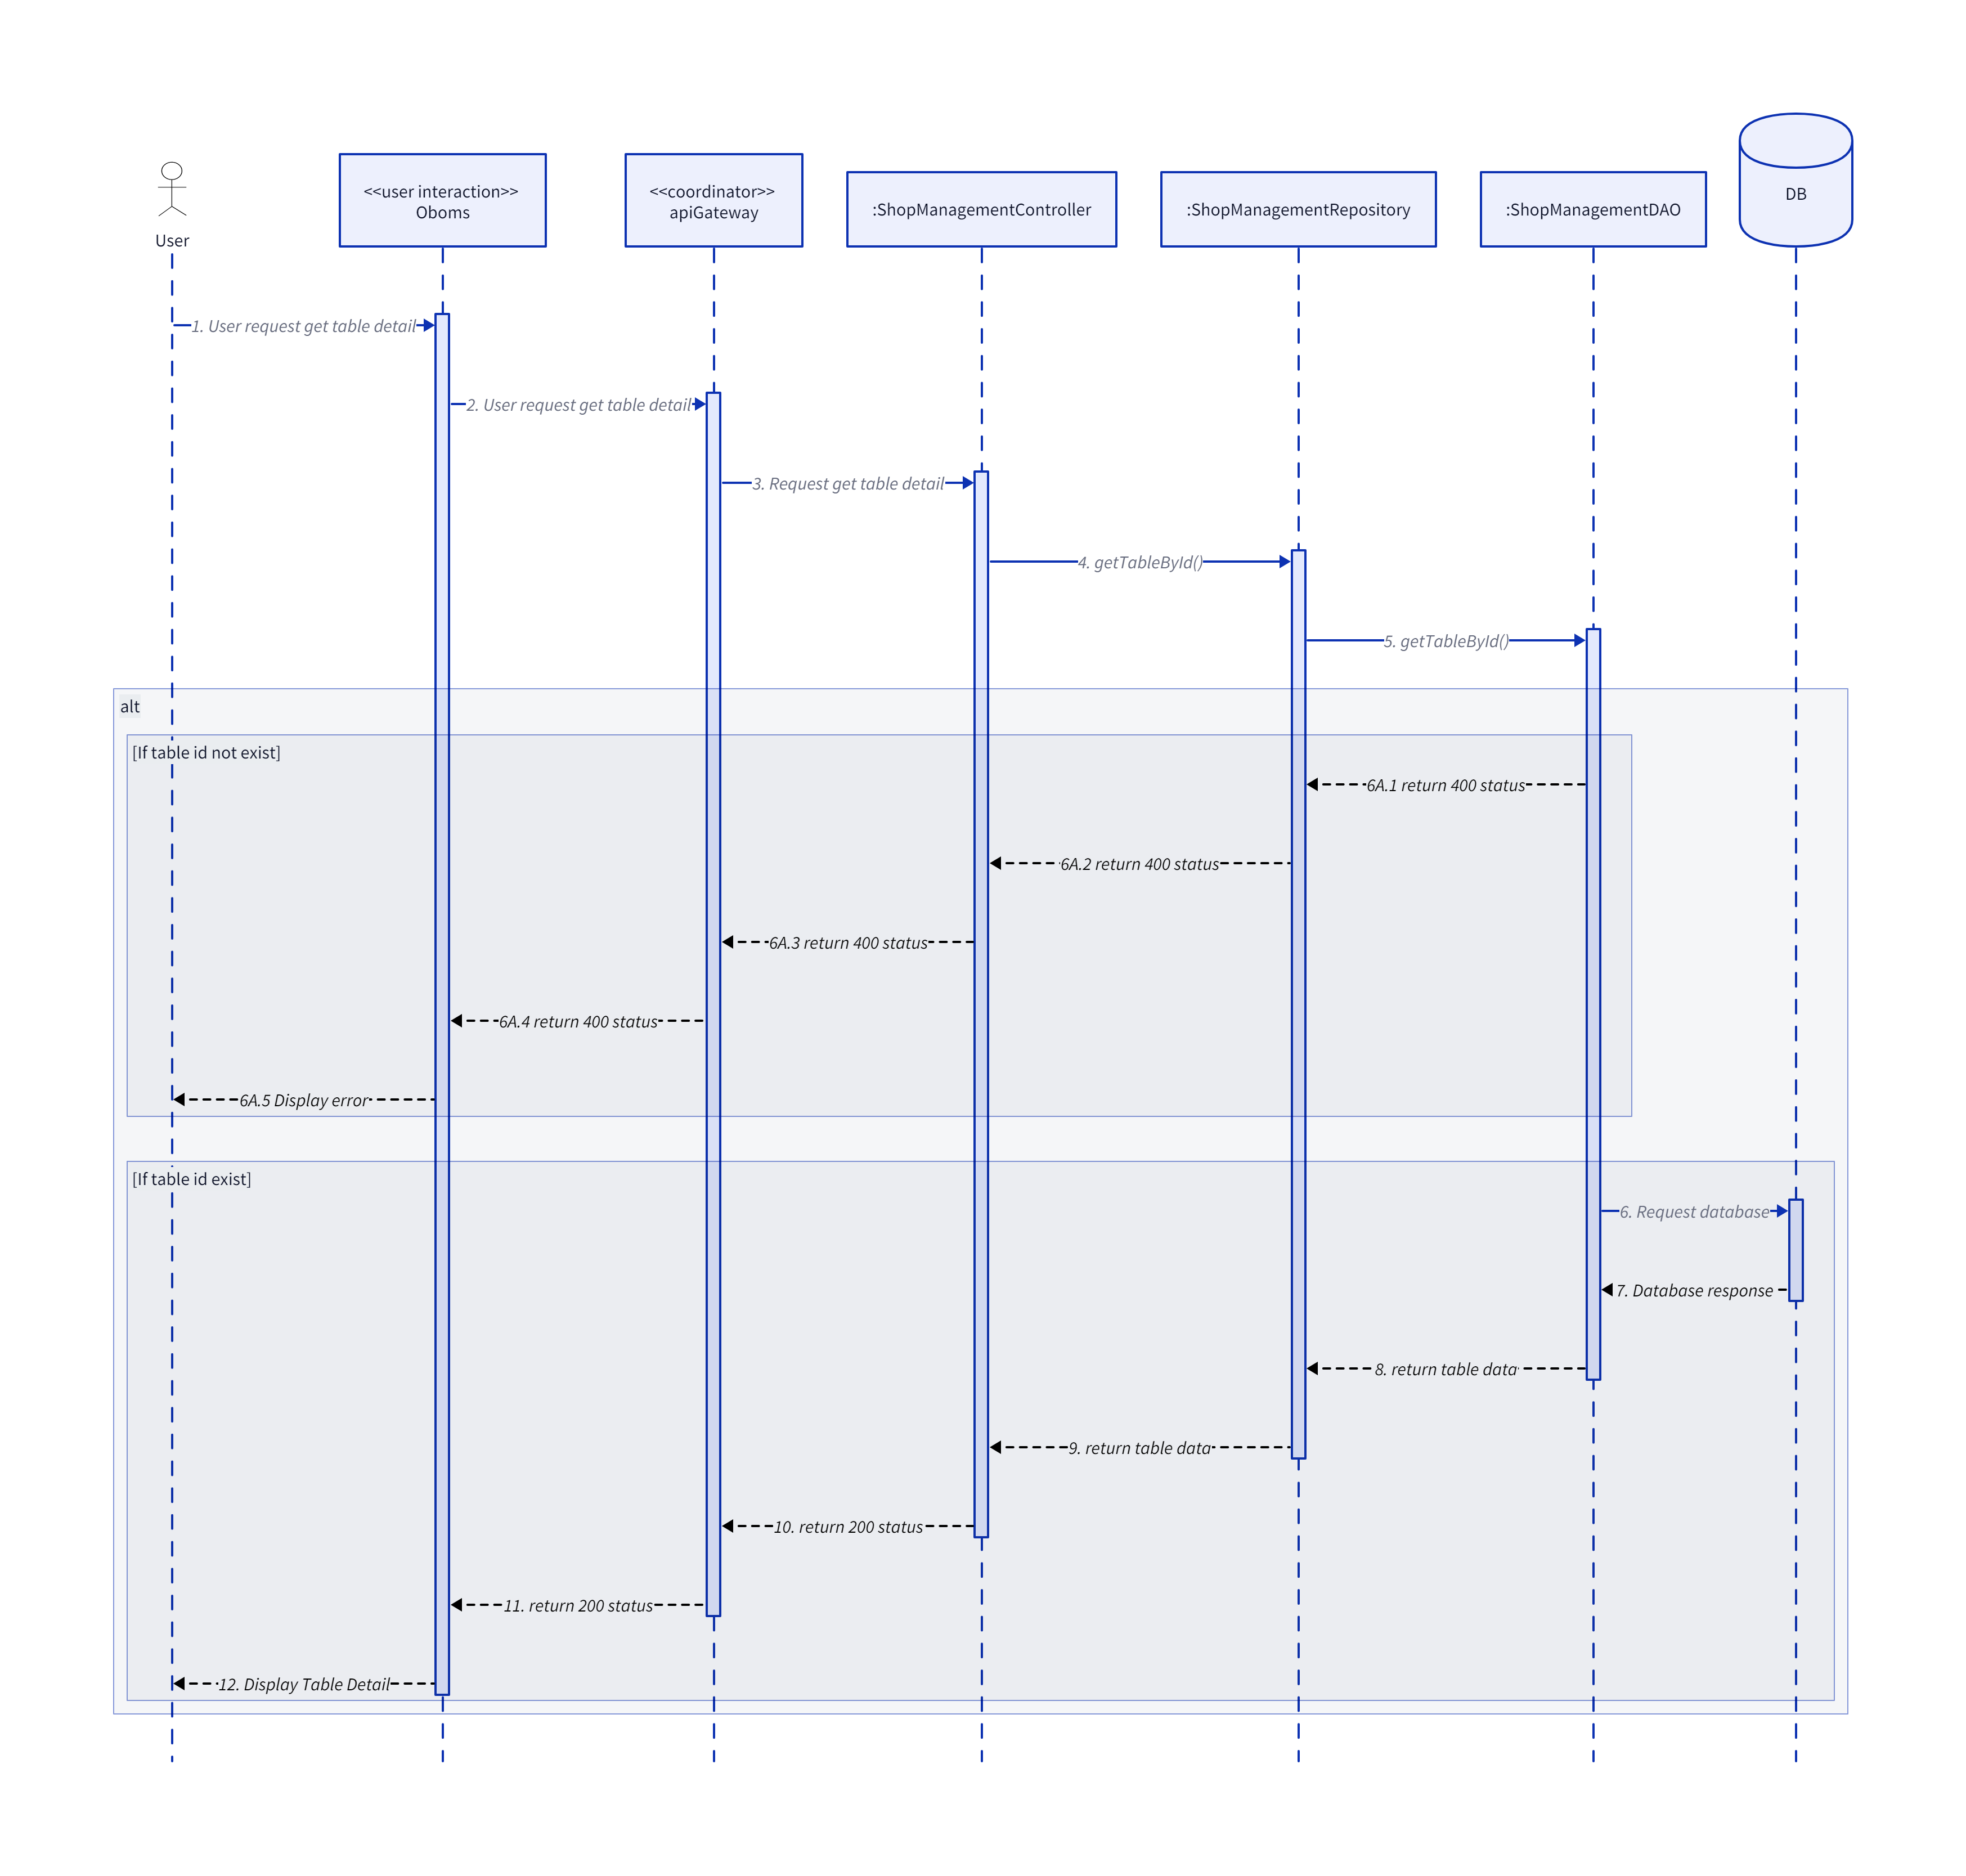 User
<<user interaction>>
Oboms
<<coordinator>>
apiGateway
:ShopManagementController
:ShopManagementRepository
:ShopManagementDAO
DB
1. User request get table detail
2. User request get table detail
3. Request get table detail
4. getTableById()
5. getTableById()
alt
[If table id not exist]
6A.1 return 400 status
6A.2 return 400 status
6A.3 return 400 status
6A.4 return 400 status
6A.5 Display error
[If table id exist]
6. Request database
7. Database response
8. return table data
9. return table data
10. return 200 status
11. return 200 status
12. Display Table Detail